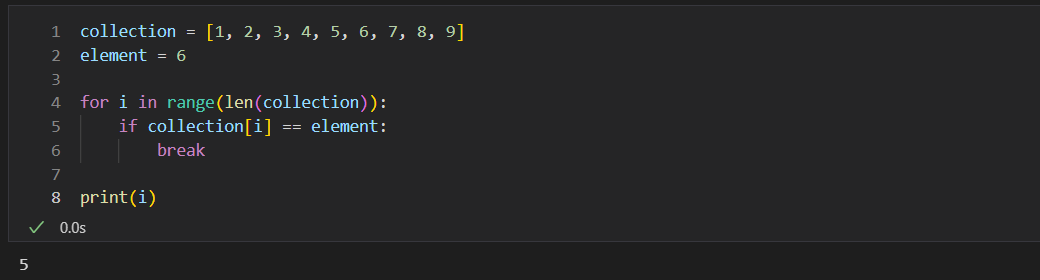 1 collection = [1, 2, 3, 4, 5, 6, 7, 8, 9]
2 element = 6
3
4 for i in range(len(collection)):
5     if collection[i] == element:
6         break
7
8 print(i)
✓ 0.0s
5